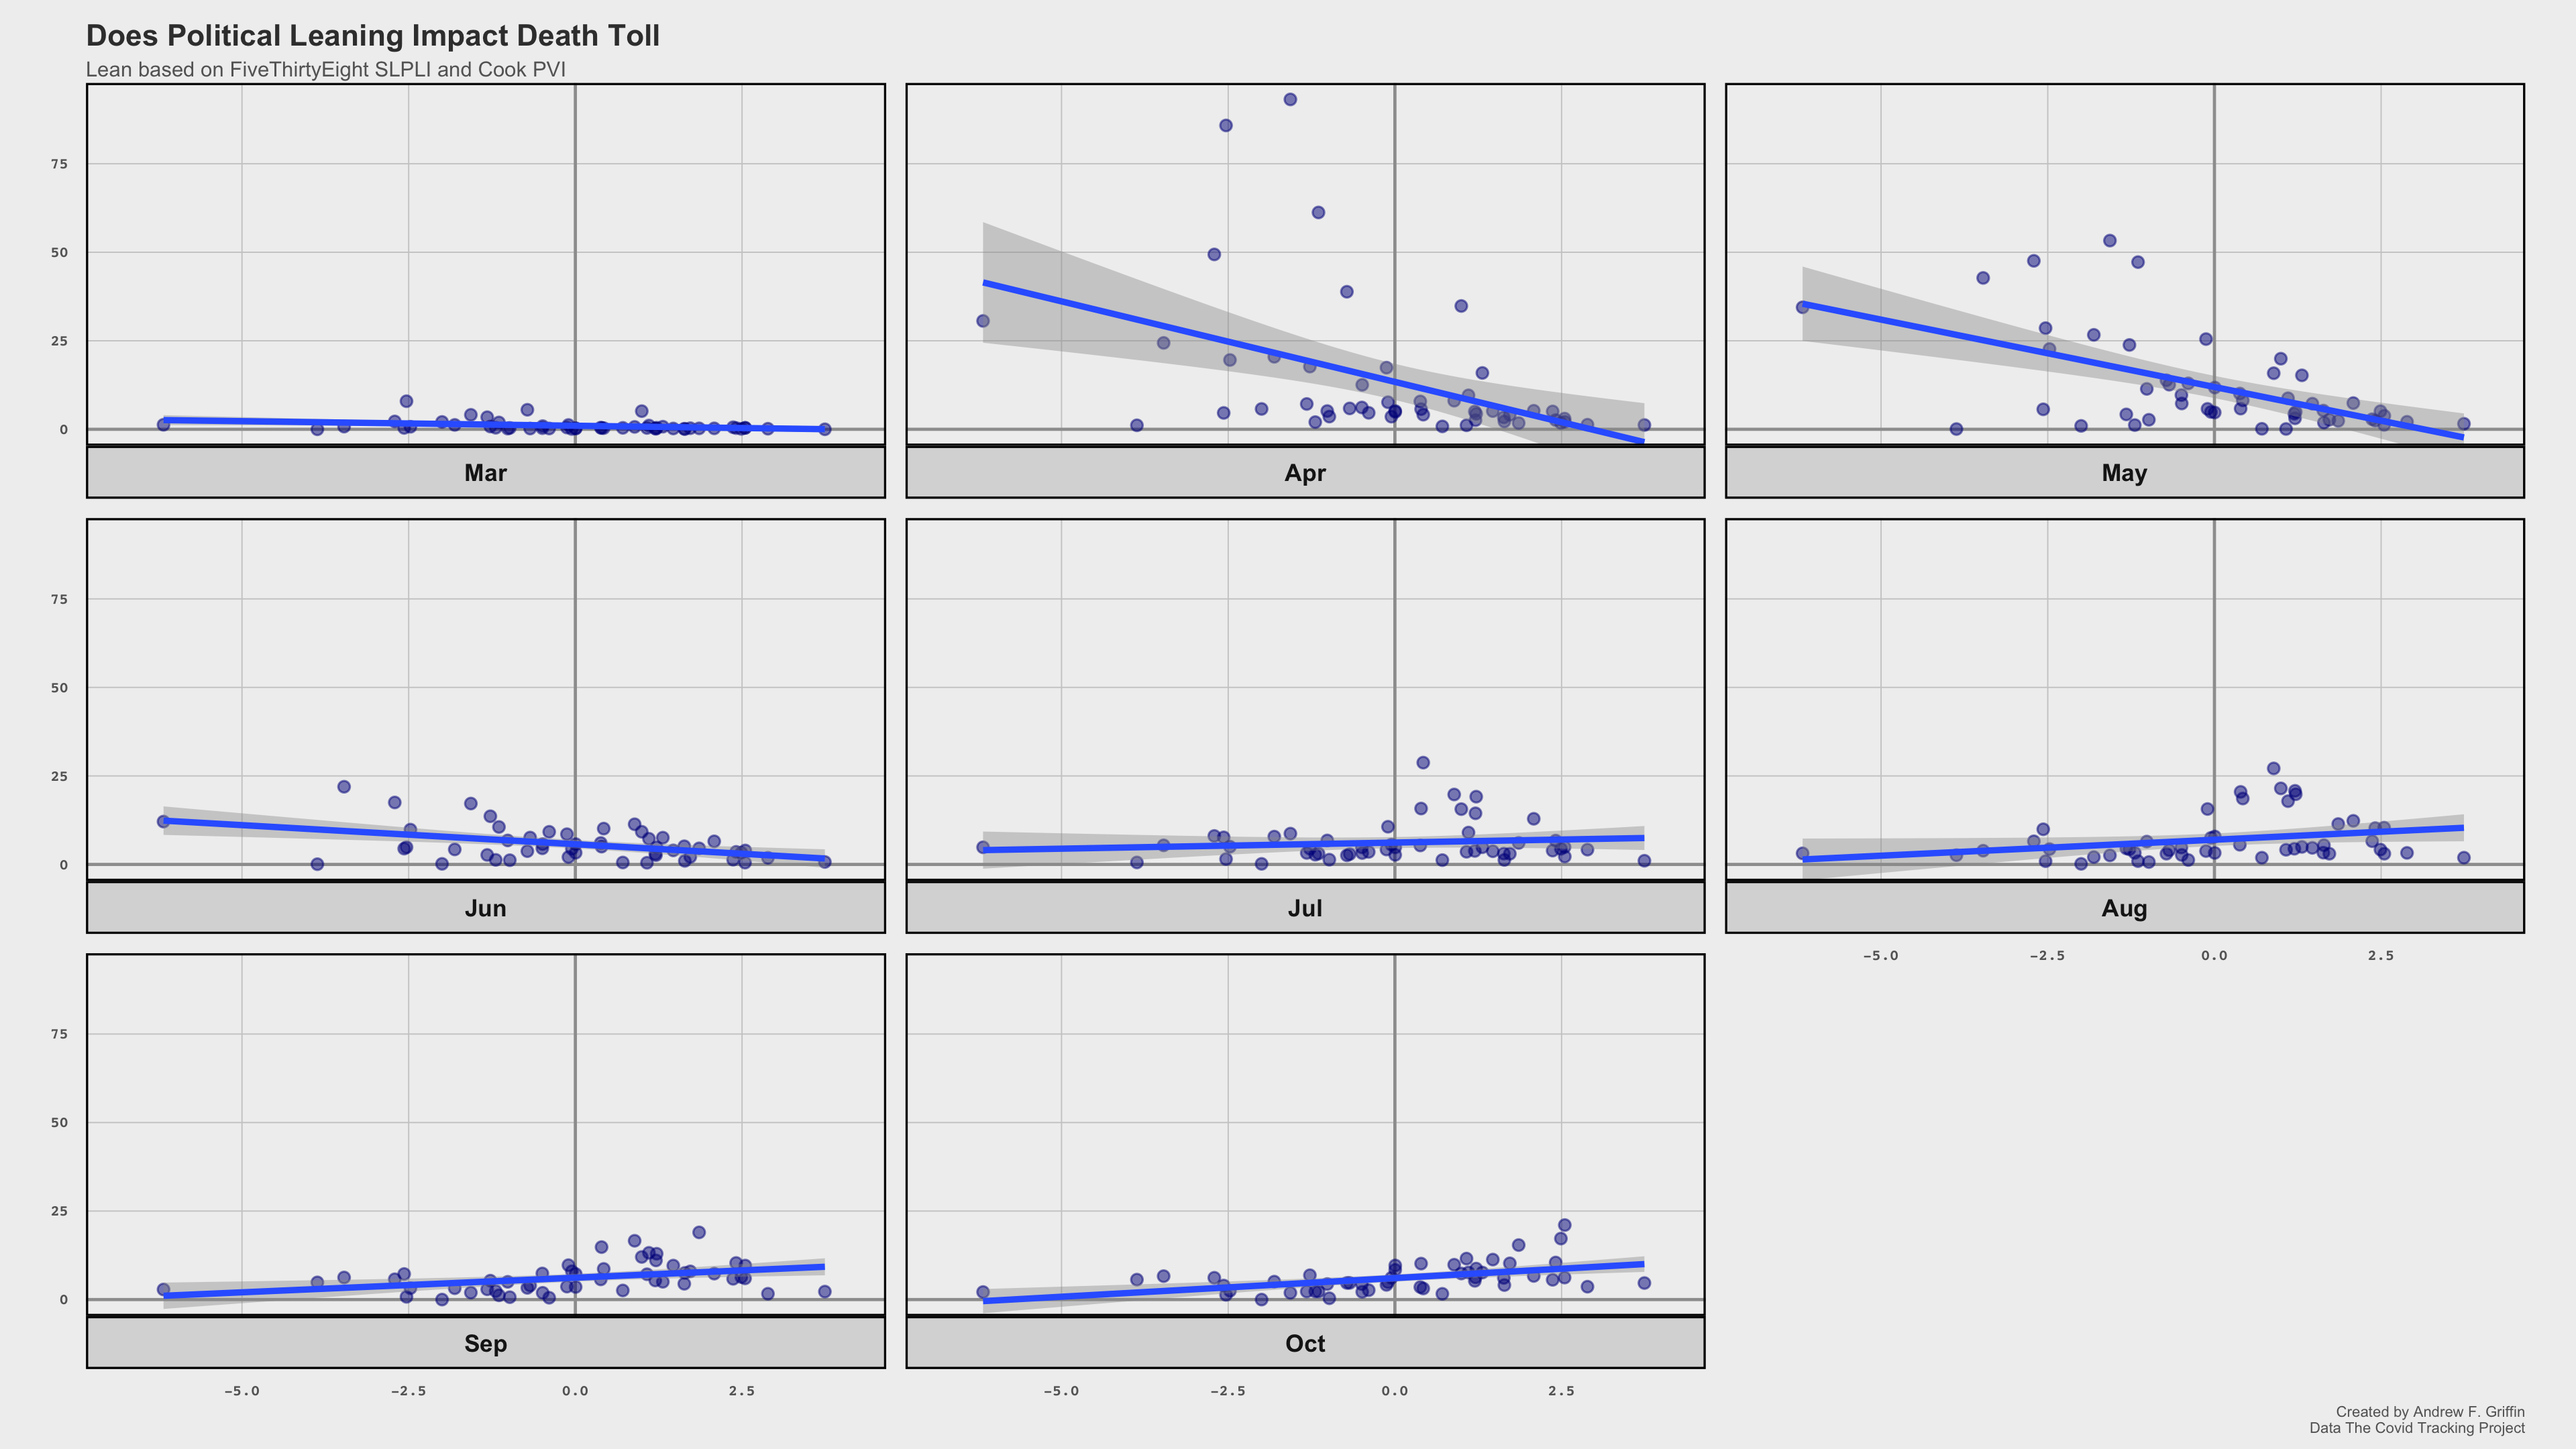 Does Political Leaning Impact Death Toll
Lean based on FiveThirtyEight SLPLI and Cook PVI
75
50
25
0
Mar
Apr
May
75
50
25
0
Jun
Jul
Aug
-5.0
-2.5
0.0
2.5
75
50
25
0
Sep
Oct
-5.0
-2.5
0.0
2.5
-5.0
-2.5
0.0
2.5
Created by Andrew F. Griffin
Data The Covid Tracking Project